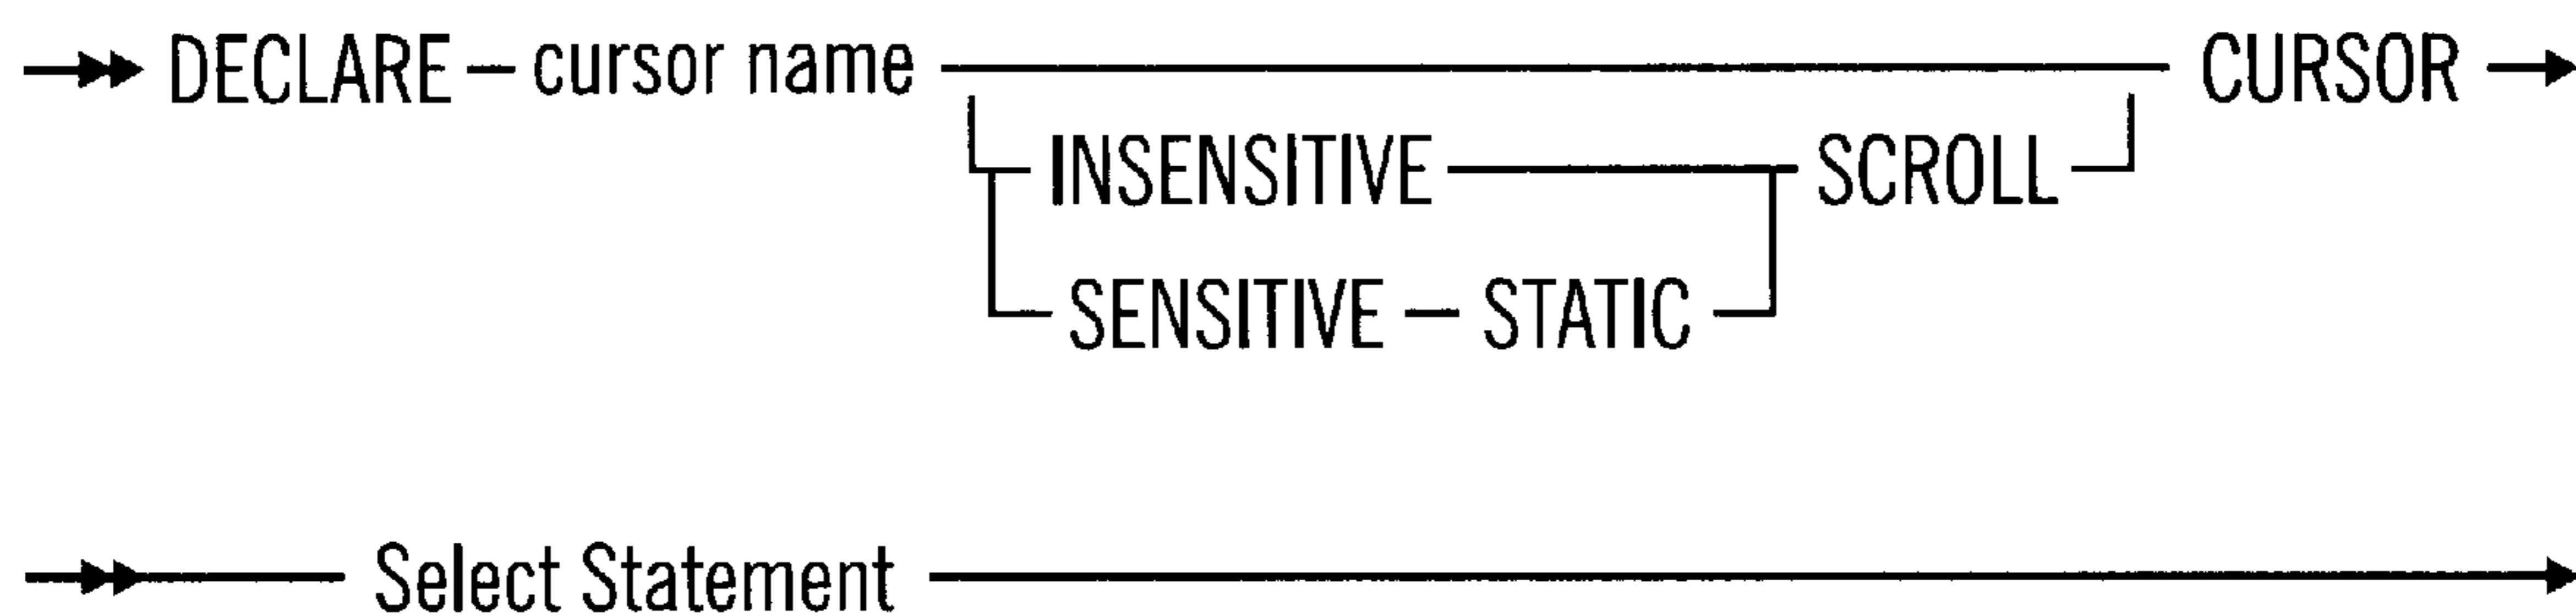 DECLARE cursor name CURSOR
INSENSITIVE SCROLL
SENSITIVE STATIC
Select Statement